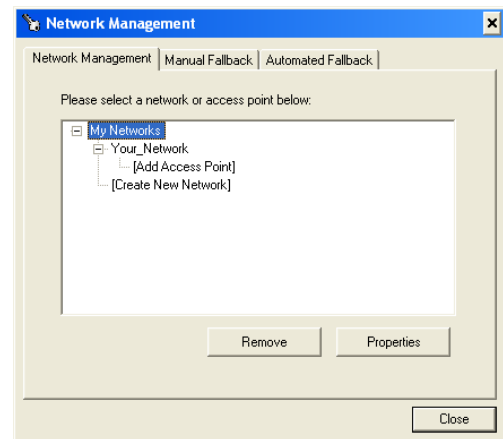 Network Management
Network Management Manual Fallback Automated Fallback
Please select a network or access point below:
My Networks
Your_Network
[Add Access Point]
[Create New Network]
Remove Properties
Close